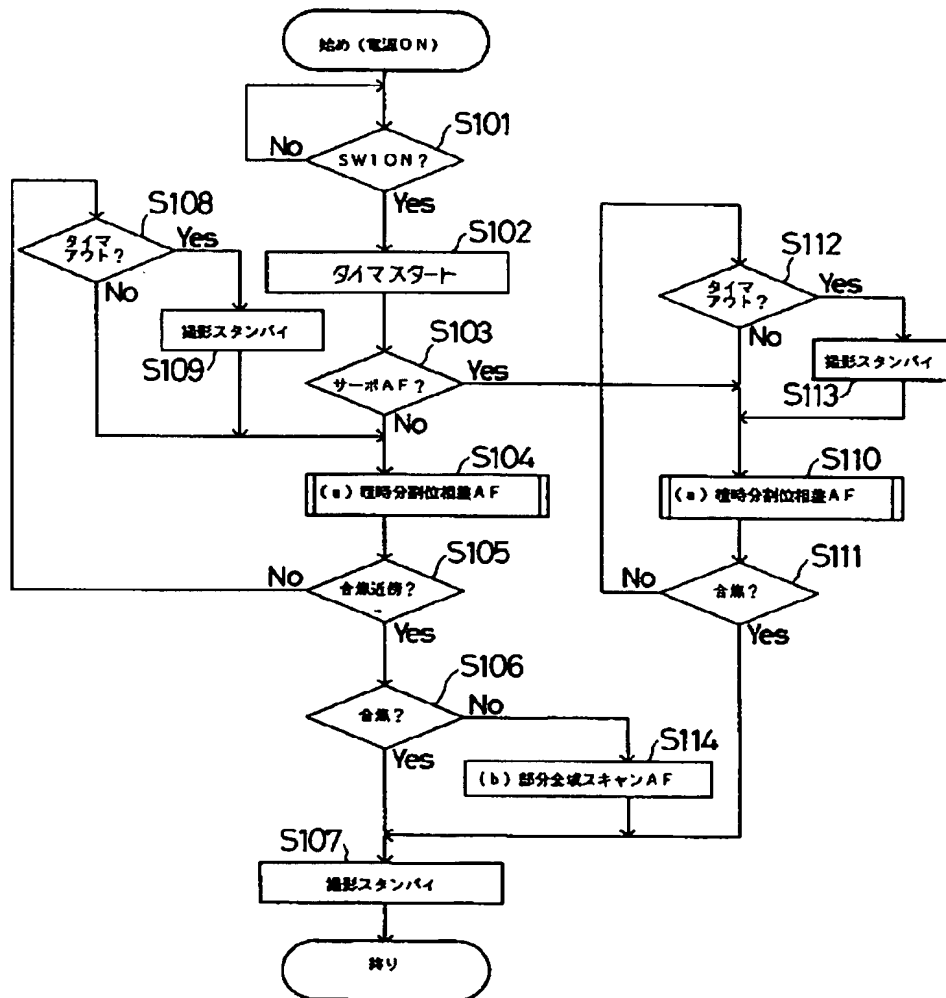 始め(電源ON)
S101
No
SW1ON?
Yes
S108
タイマ
アウト?
Yes
No
S102
タイマスタート
S112
タイマ
アウト?
Yes
No
撮影スタンバイ
S109
S103
サーボAF?
Yes
No
撮影スタンバイ
S113
S104
(a)瞳時分割位相差AF
S110
(a)瞳時分割位相差AF
S105
No
合焦近傍?
Yes
S111
No
合焦?
Yes
S106
合焦?
No
Yes
S114
(b)部分全域スキャンAF
S107
撮影スタンバイ
終り